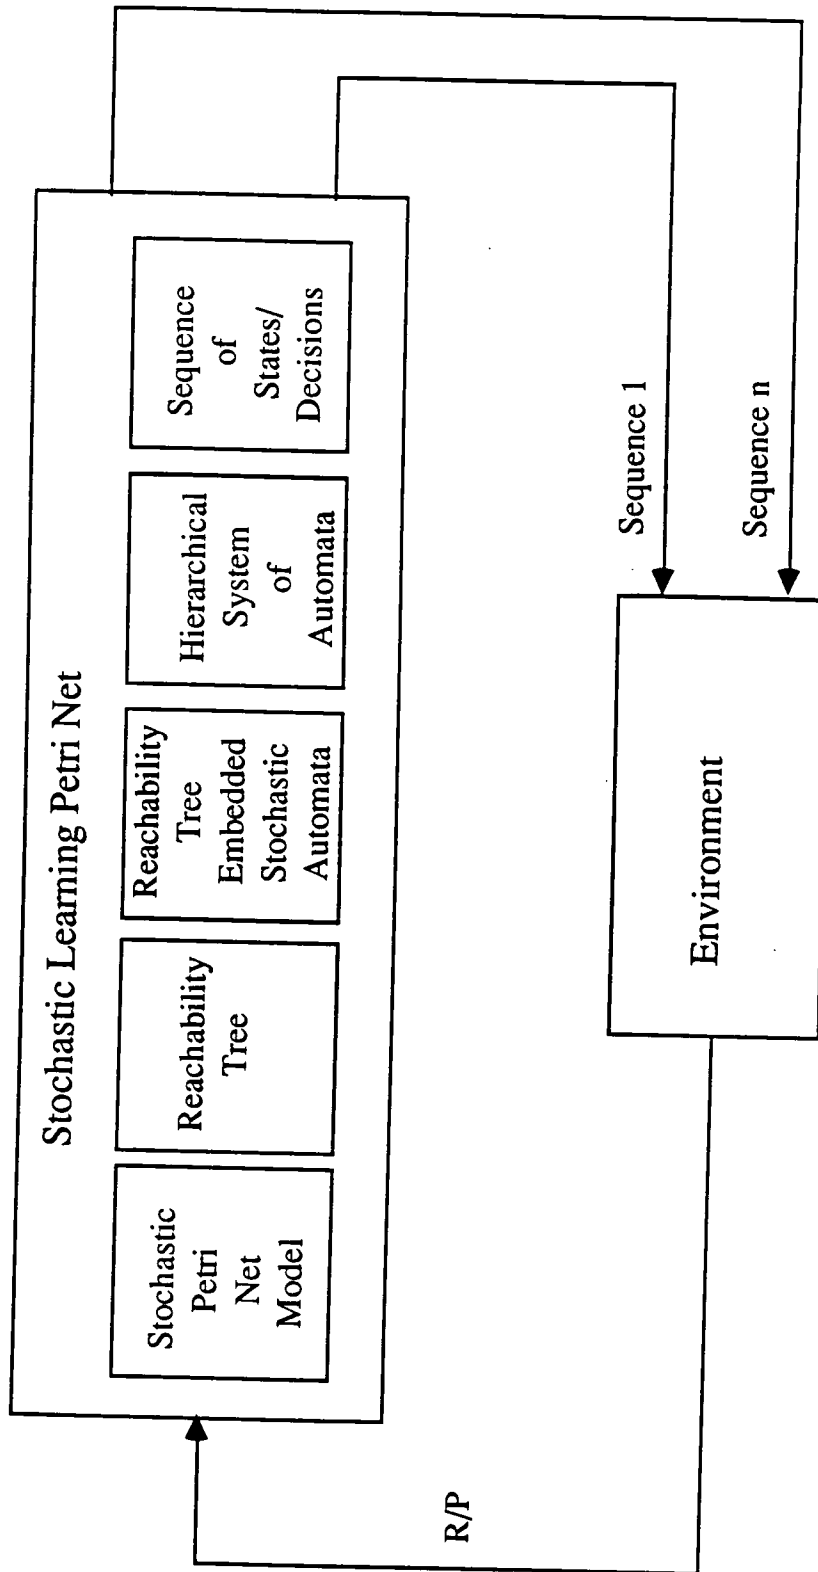 Stochastic Learning Petri Net
Stochastic
Petri
Net
Model
Reachability
Tree
Reachability
Tree
Embedded
Stochastic
Automata
Hierarchical
System
of
Automata
Sequence
of
States/
Decisions
R/P
Environment
Sequence 1
Sequence n